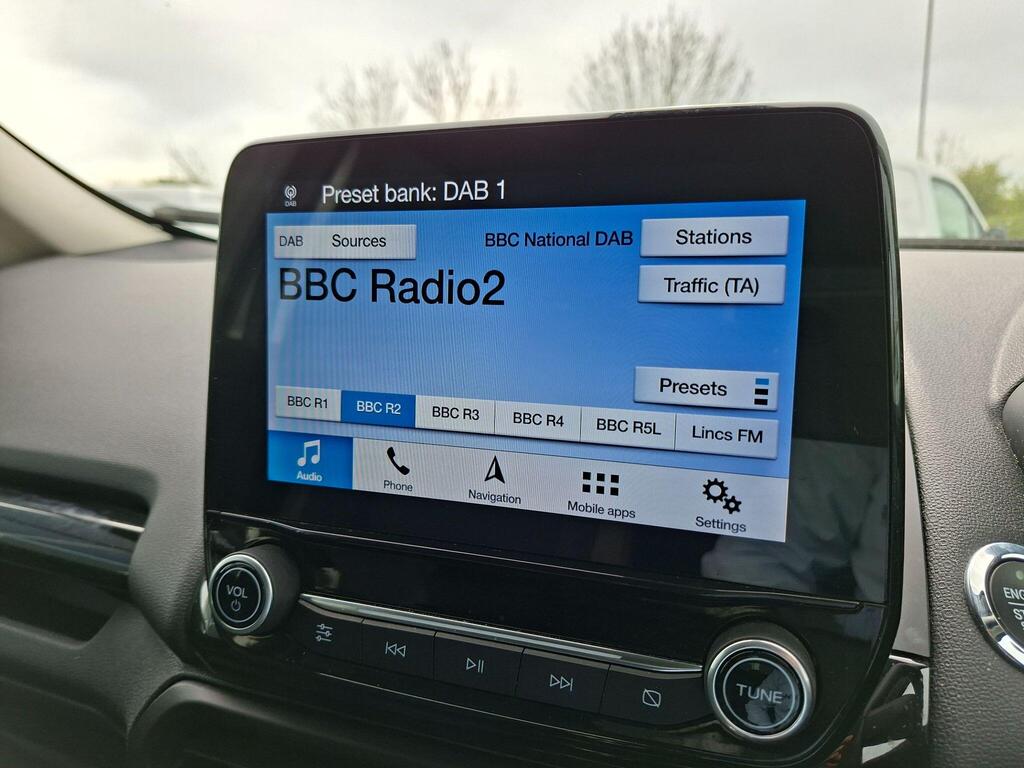 DAB
Preset bank: DAB 1
DAB Sources
BBC National DAB
Stations
BBC Radio2
Traffic (TA)
Presets
BBC R1
BBC R2
BBC R3
BBC R4
BBC R5L
Lincs FM
Audio
Phone
Navigation
Mobile apps
Settings
VOL
TUNE